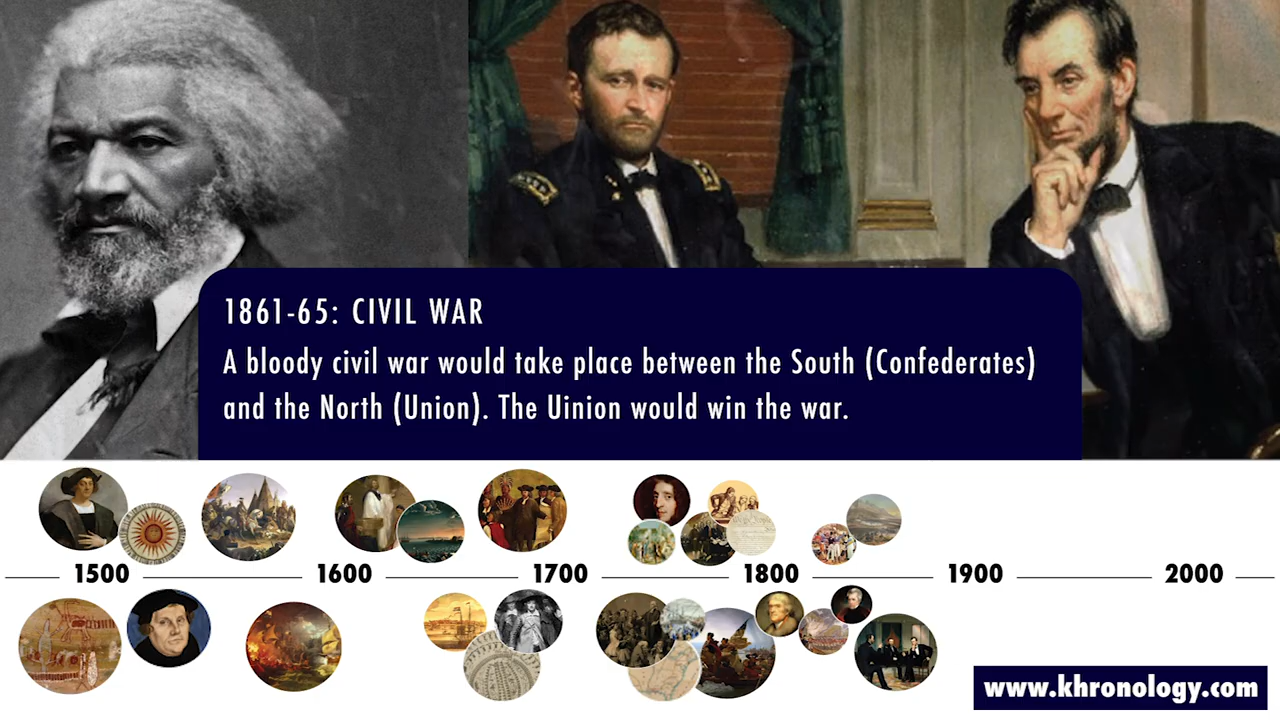 1861-65: CIVIL WAR
A bloody civil war would take place between the South (Confederates)
and the North (Union). The Uinion would win the war.
1500 1600 1700 1800 1900 2000
www.khronology.com